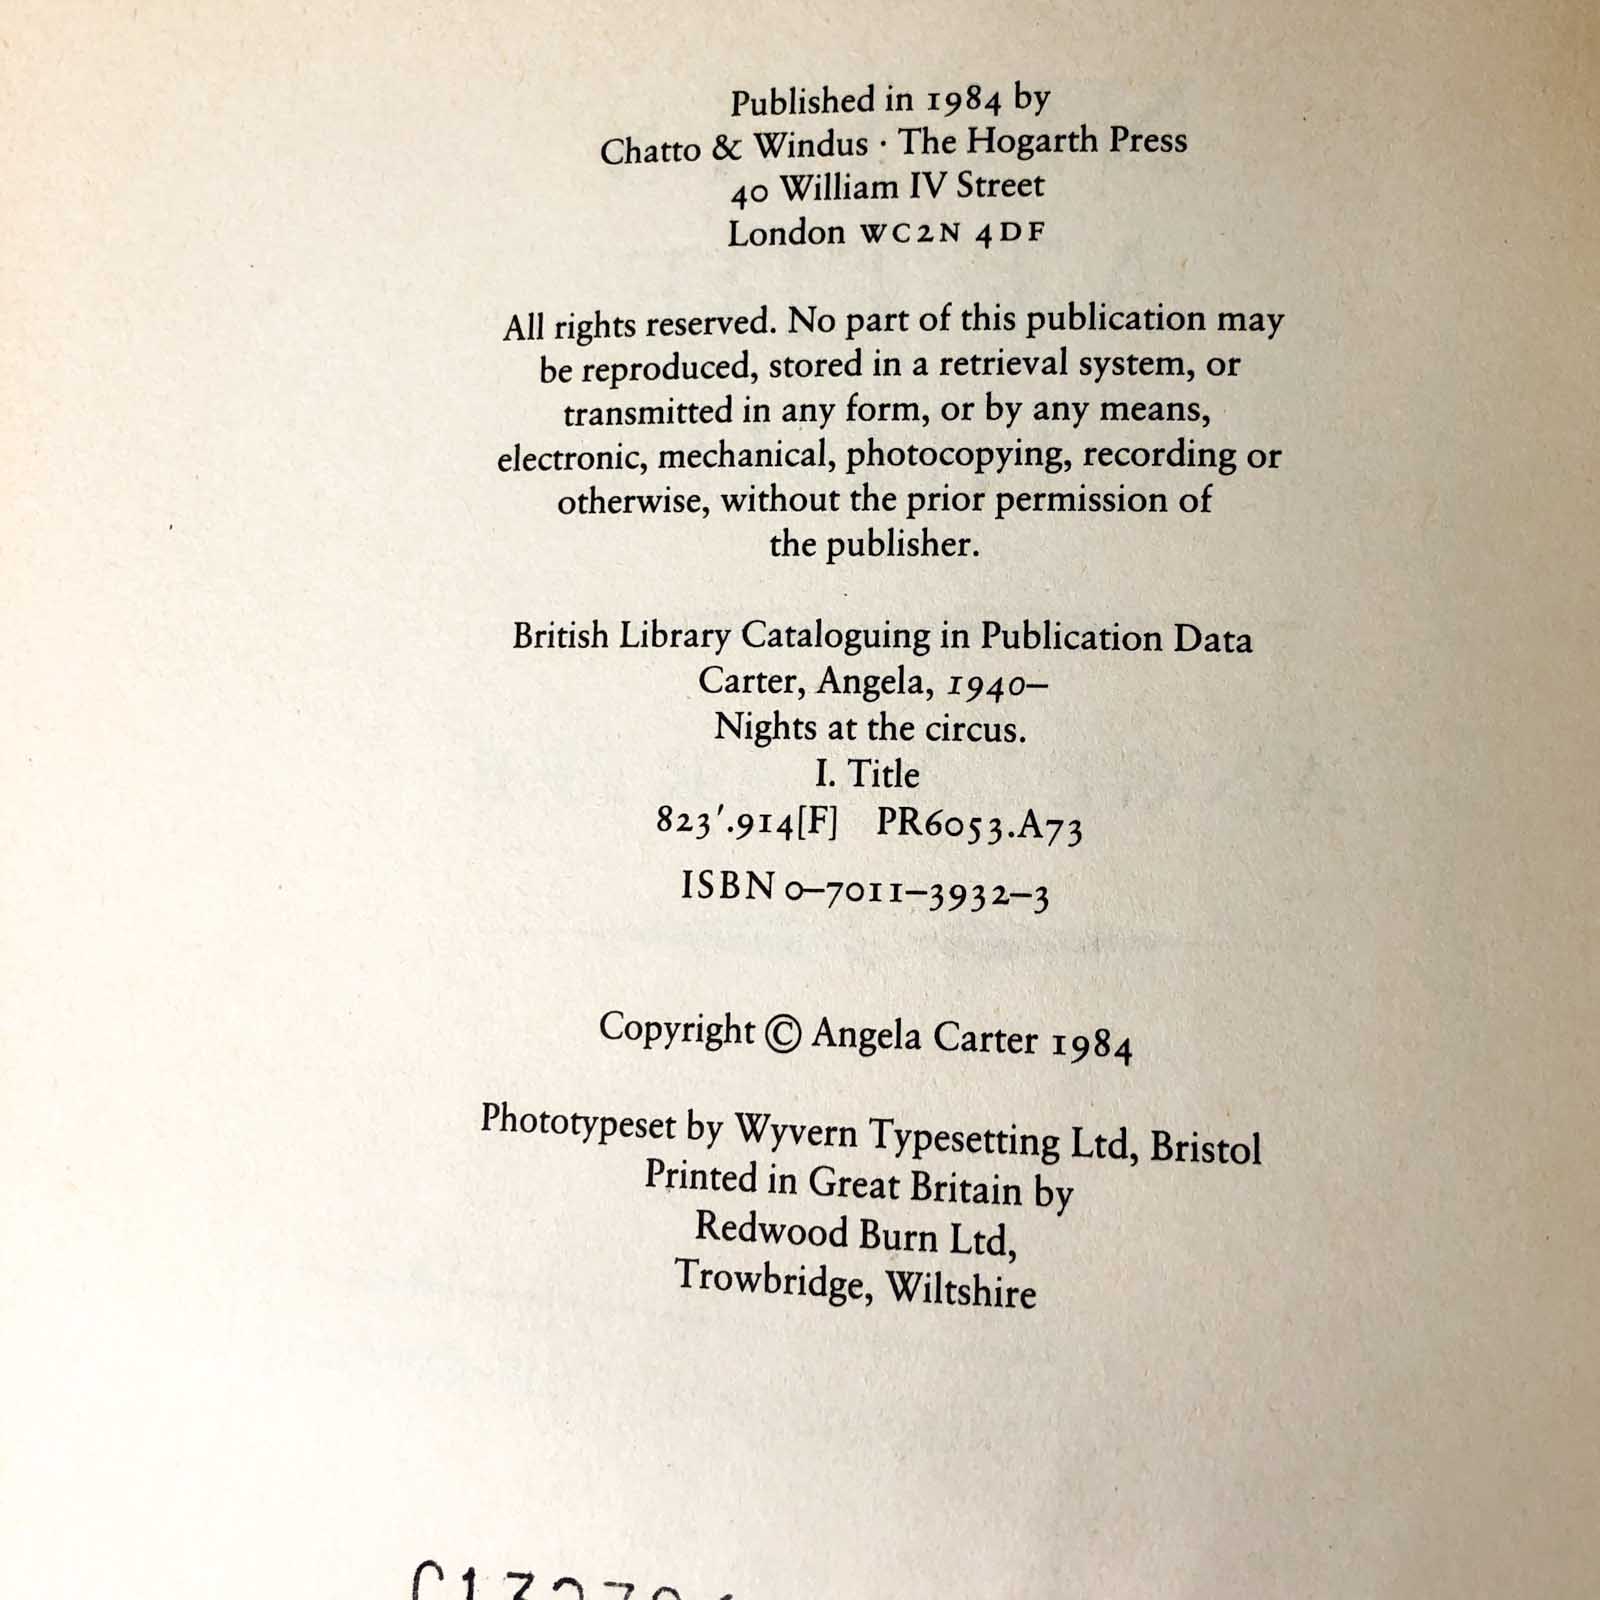 Published in 1984 by
Chatto & Windus · The Hogarth Press
40 William IV Street
London WC2N 4DF
All rights reserved. No part of this publication may
be reproduced, stored in a retrieval system, or
transmitted in any form, or by any means,
electronic, mechanical, photocopying, recording or
otherwise, without the prior permission of
the publisher.
British Library Cataloguing in Publication Data
Carter, Angela, 1940–
Nights at the circus.
I. Title
823'.914[F] PR6053.A73
ISBN 0–7011–3932–3
Copyright © Angela Carter 1984
Phototypeset by Wyvern Typesetting Ltd, Bristol
Printed in Great Britain by
Redwood Burn Ltd,
Trowbridge, Wiltshire